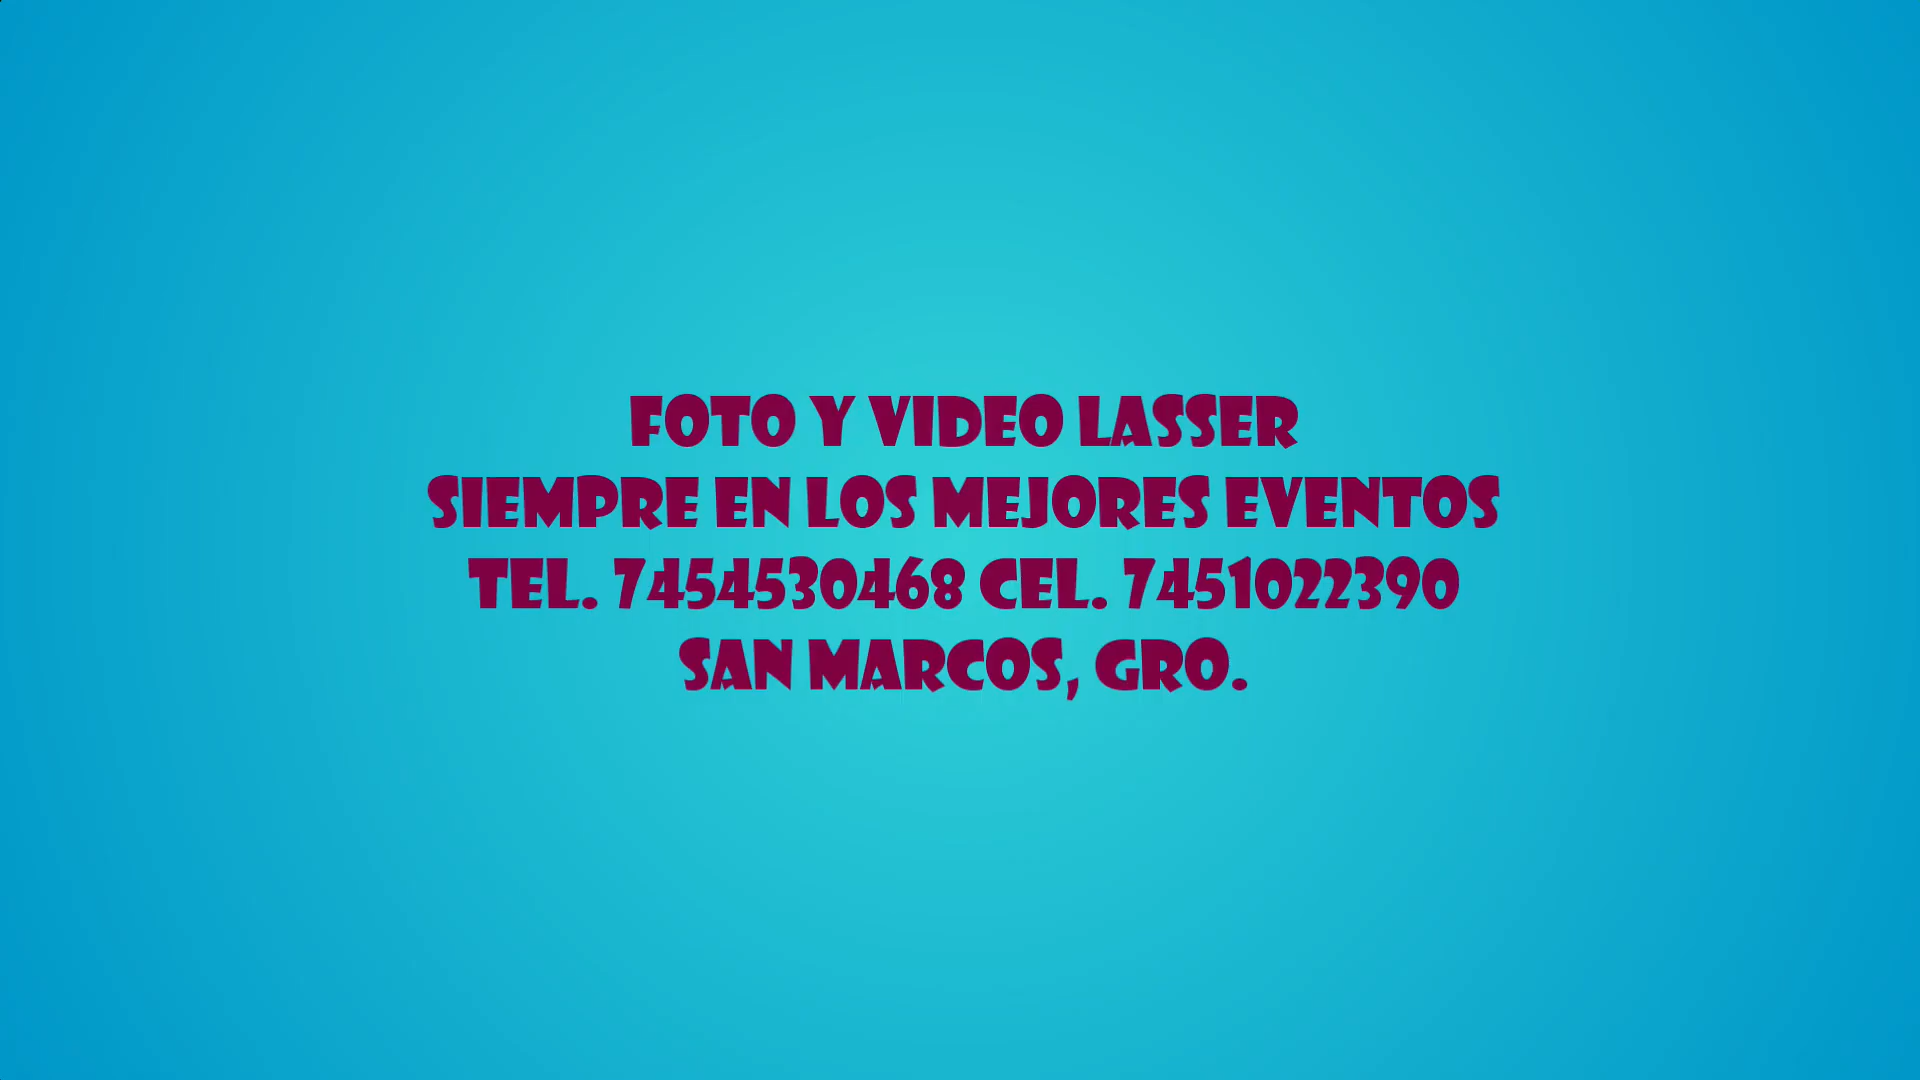 FOTO Y VIDEO LASSER
SIEMPRE EN LOS MEJORES EVENTOS
TEL. 7454530468 CEL. 7451022390
SAN MARCOS, GRO.